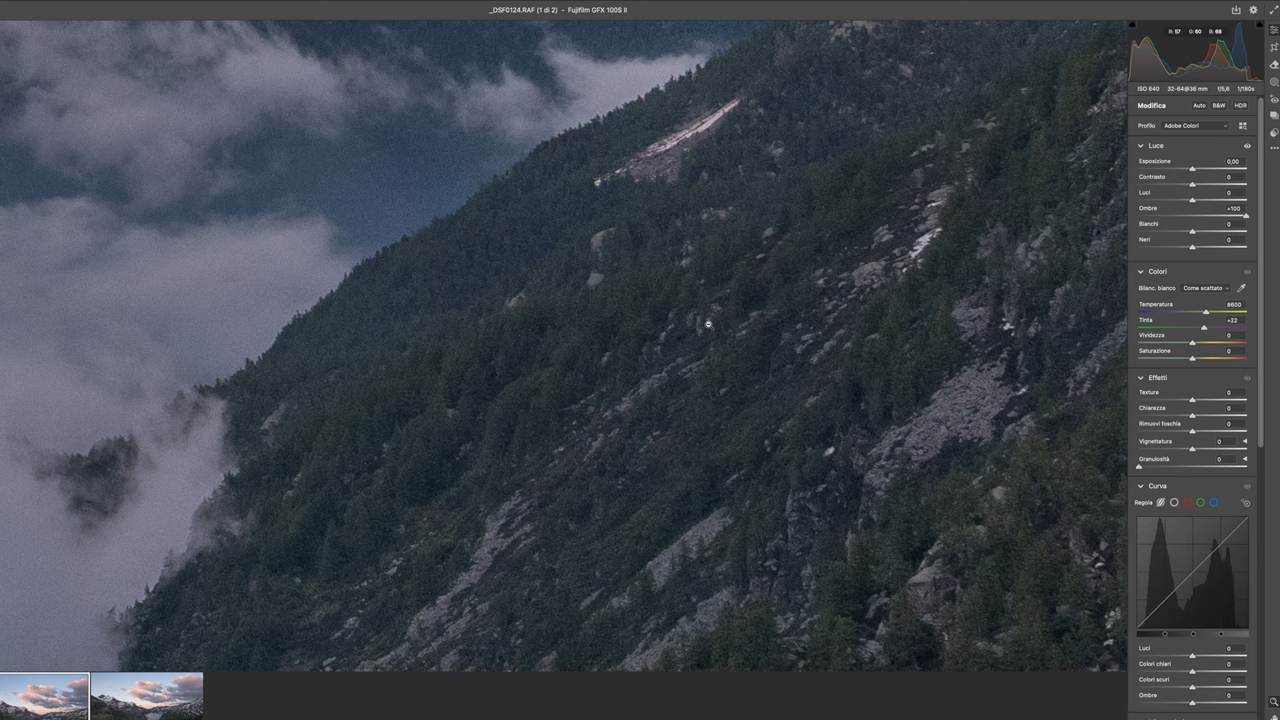 _DSF0124.RAF (1 di 2) - Fujifilm GFX 100S II
R: 57 G: 60 B: 68
ISO 640 32-64@36 mm f/5,6 1/180s
Modifica Auto B&W HDR
Profilo Adobe Colori
Luce
Esposizione 0,00
Contrasto 0
Luci 0
Ombre +100
Bianchi 0
Neri 0
Colori
Bilanc. bianco Come scattato
Temperatura 8600
Tinta +22
Vividezza 0
Saturazione 0
Effetti
Texture 0
Chiarezza 0
Rimuovi foschia 0
Vignettatura 0
Granulosità 0
Curva
Regola
Luci 0
Colori chiari 0
Colori scuri 0
Ombre 0